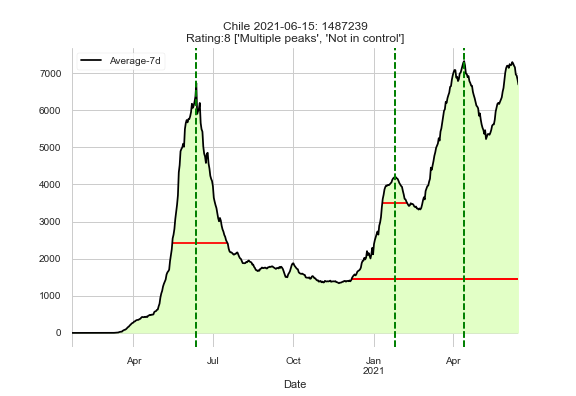 Chile 2021-06-15: 1487239
Rating:8 ['Multiple peaks', 'Not in control']
Average-7d
7000
6000
5000
4000
3000
2000
1000
0
Apr Jul Oct Jan Apr
2021
Date